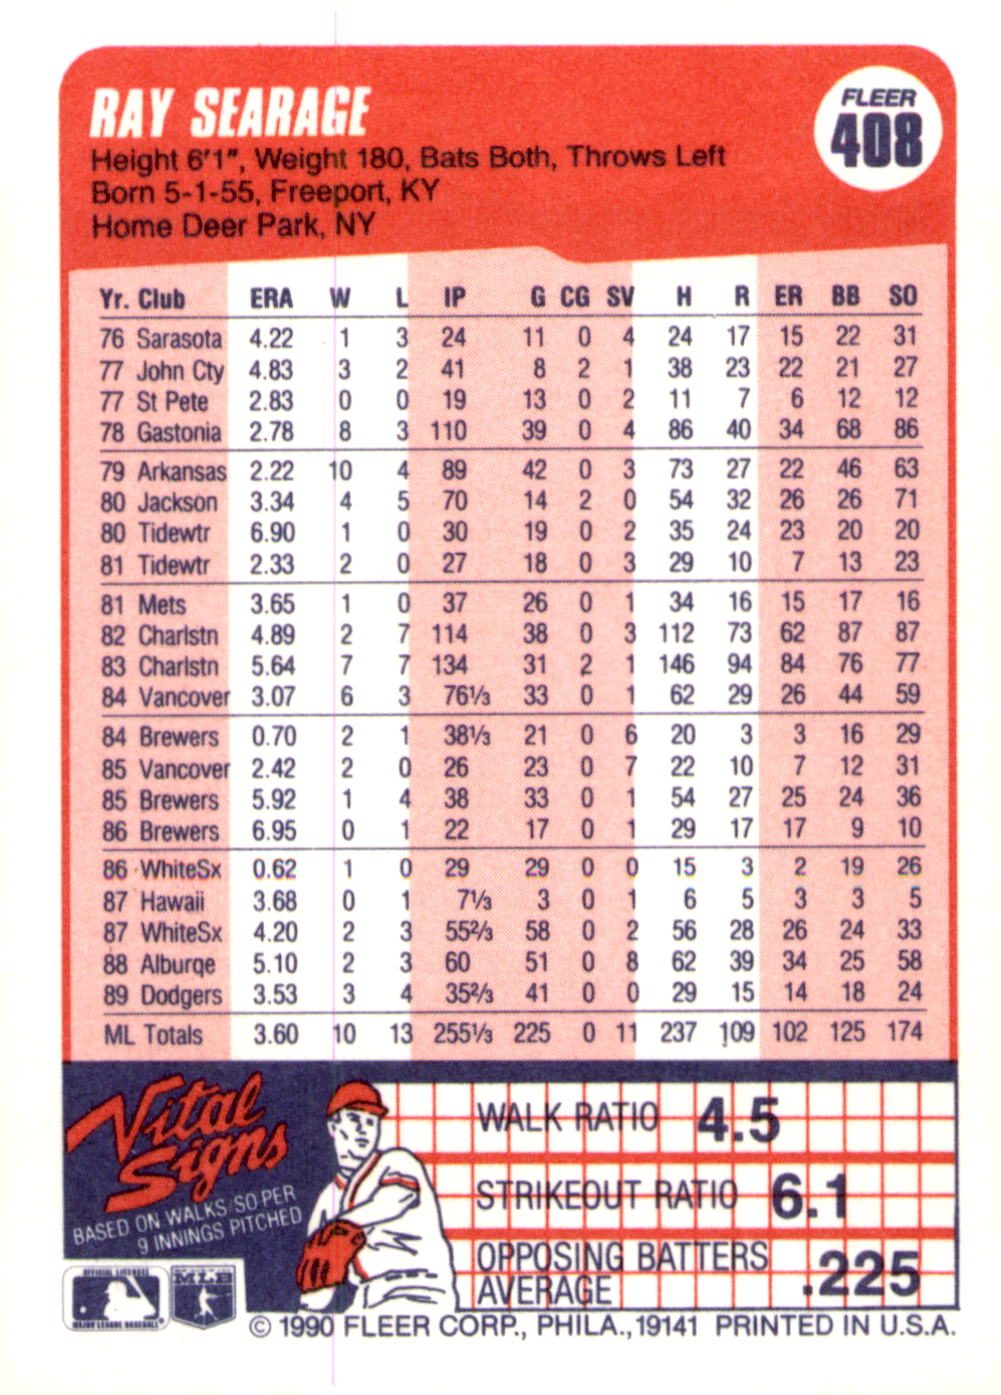 RAY SEARAGE
FLEER
408
Height 6'1", Weight 180, Bats Both, Throws Left
Born 5-1-55, Freeport, KY
Home Deer Park, NY
Yr. Club ERA W L IP G CG SV H R ER BB SO
76 Sarasota 4.22 1 3 24 11 0 4 24 17 15 22 31
77 John Cty 4.83 3 2 41 8 2 1 38 23 22 21 27
77 St Pete 2.83 0 0 19 13 0 2 11 7 6 12 12
78 Gastonia 2.78 8 3 110 39 0 4 86 40 34 68 86
79 Arkansas 2.22 10 4 89 42 0 3 73 27 22 46 63
80 Jackson 3.34 4 5 70 14 2 0 54 32 26 26 71
80 Tidewtr 6.90 1 0 30 19 0 2 35 24 23 20 20
81 Tidewtr 2.33 2 0 27 18 0 3 29 10 7 13 23
81 Mets 3.65 1 0 37 26 0 1 34 16 15 17 16
82 Charlstn 4.89 2 7 114 38 0 3 112 73 62 87 87
83 Charlstn 5.64 7 7 134 31 2 1 146 94 84 76 77
84 Vancover 3.07 6 3 76⅓ 33 0 1 62 29 26 44 59
84 Brewers 0.70 2 1 38⅓ 21 0 6 20 3 3 16 29
85 Vancover 2.42 2 0 26 23 0 7 22 10 7 12 31
85 Brewers 5.92 1 4 38 33 0 1 54 27 25 24 36
86 Brewers 6.95 0 1 22 17 0 1 29 17 17 9 10
86 WhiteSx 0.62 1 0 29 29 0 0 15 3 2 19 26
87 Hawaii 3.68 0 1 7⅓ 3 0 1 6 5 3 3 5
87 WhiteSx 4.20 2 3 55⅔ 58 0 2 56 28 26 24 33
88 Alburqe 5.10 2 3 60 51 0 8 62 39 34 25 58
89 Dodgers 3.53 3 4 35⅔ 41 0 0 29 15 14 18 24
ML Totals 3.60 10 13 255⅓ 225 0 11 237 109 102 125 174
Vital
Signs
BASED ON WALKS/SO PER
9 INNINGS PITCHED
WALK RATIO 4.5
STRIKEOUT RATIO 6.1
OPPOSING BATTERS
AVERAGE .225
OFFICIAL LICENSEE
MAJOR LEAGUE BASEBALL
MLB
© 1990 FLEER CORP., PHILA., 19141 PRINTED IN U.S.A.